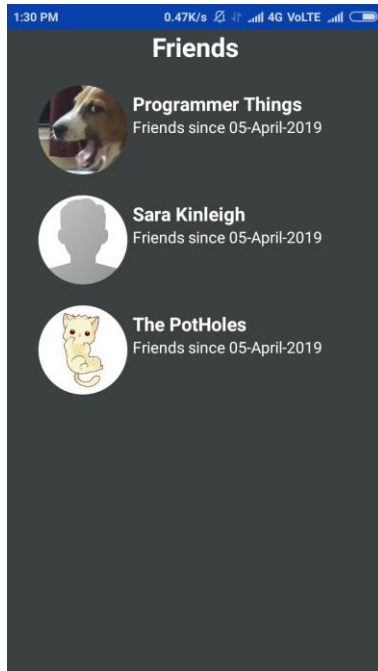 1:30 PM 0.47K/s 4G VoLTE
Friends
Programmer Things
Friends since 05-April-2019
Sara Kinleigh
Friends since 05-April-2019
The PotHoles
Friends since 05-April-2019